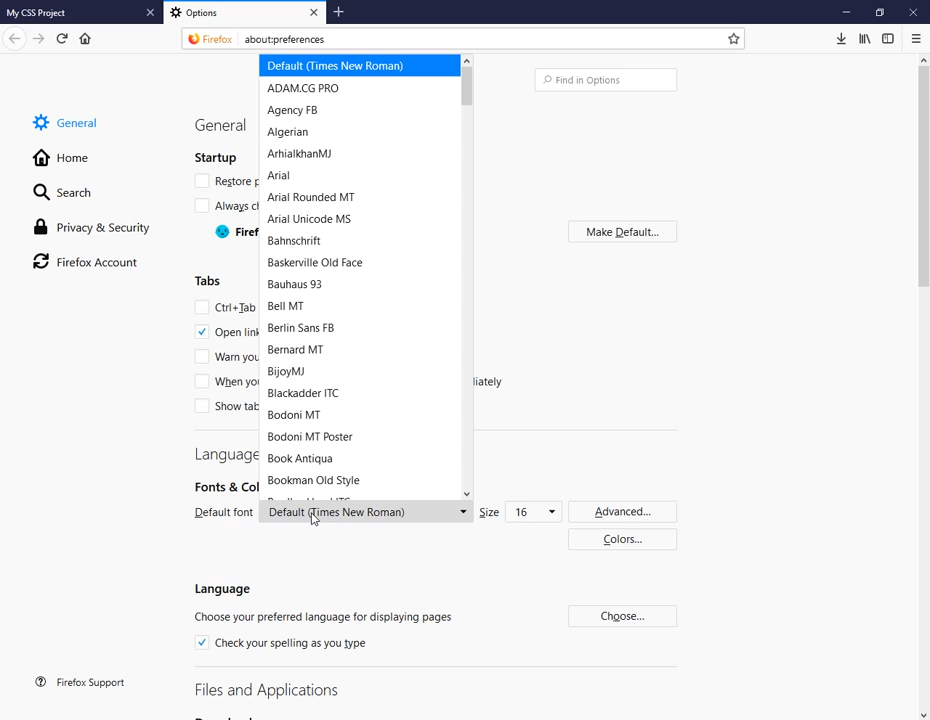 My CSS Project
Options
Firefox
about:preferences
Find in Options
General
Home
Search
Privacy & Security
Firefox Account
Firefox Support
General
Startup
Restore p
Always c
Firef
Make Default...
Tabs
Ctrl+Tab
Open link
Warn you
When you
diately
Show tab
Language
Fonts & Col
Default (Times New Roman)
ADAM.CG PRO
Agency FB
Algerian
ArhialkhanMJ
Arial
Arial Rounded MT
Arial Unicode MS
Bahnschrift
Baskerville Old Face
Bauhaus 93
Bell MT
Berlin Sans FB
Bernard MT
BijoyMJ
Blackadder ITC
Bodoni MT
Bodoni MT Poster
Book Antiqua
Bookman Old Style
Default font
Default (Times New Roman)
Size
16
Advanced...
Colors...
Language
Choose your preferred language for displaying pages
Choose...
Check your spelling as you type
Files and Applications